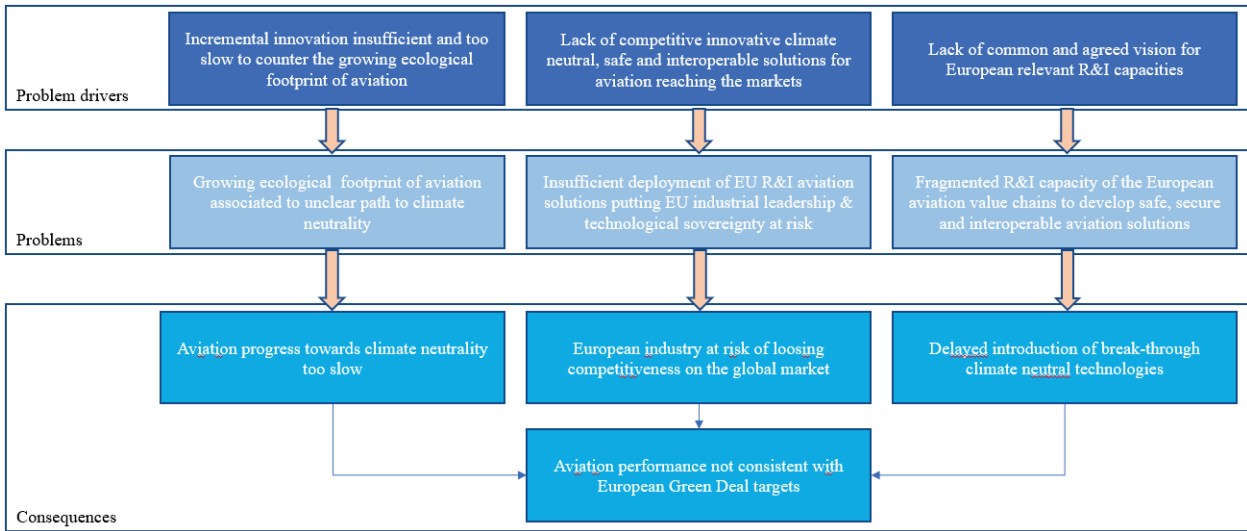 Incremental innovation insufficient and too
slow to counter the growing ecological
footprint of aviation
Lack of competitive innovative climate
neutral, safe and interoperable solutions for
aviation reaching the markets
Lack of common and agreed vision for
European relevant R&I capacities
Problem drivers
Growing ecological footprint of aviation
associated to unclear path to climate
neutrality
Insufficient deployment of EU R&I aviation
solutions putting EU industrial leadership &
technological sovereignty at risk
Fragmented R&I capacity of the European
aviation value chains to develop safe, secure
and interoperable aviation solutions
Problems
Aviation progress towards climate neutrality
too slow
European industry at risk of loosing
competitiveness on the global market
Delayed introduction of break-through
climate neutral technologies
Aviation performance not consistent with
European Green Deal targets
Consequences